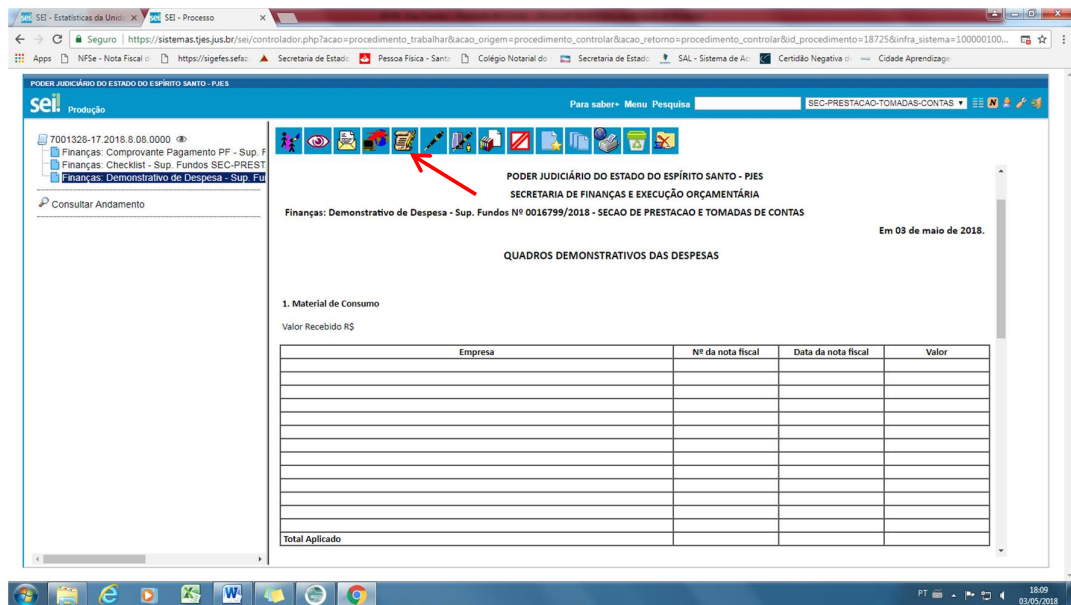 SEI - Estatísticas da Unid
SEI - Processo
Seguro | https://sistemas.tjes.jus.br/sei/controlador.php?acao=procedimento_trabalhar&acao_origem=procedimento_controlar&acao_retorno=procedimento_controlar&id_procedimento=18725&infra_sistema=100000100...
Apps NFSe - Nota Fiscal d https://sigefes.sefaz. Secretaria de Estado Pessoa Física - Santa Colégio Notarial do Secretaria de Estado SAL - Sistema de Ac Certidão Negativa d Cidade Aprendizage
PODER JUDICIÁRIO DO ESTADO DO ESPÍRITO SANTO - PJES
sei! Produção
Para saber+ Menu Pesquisa
SEC-PRESTACAO-TOMADAS-CONTAS
7001328-17.2018.8.08.0000
Finanças: Comprovante Pagamento PF - Sup. F
Finanças: Checklist - Sup. Fundos SEC-PREST
Finanças: Demonstrativo de Despesa - Sup. Fu
Consultar Andamento
PODER JUDICIÁRIO DO ESTADO DO ESPÍRITO SANTO - PJES
SECRETARIA DE FINANÇAS E EXECUÇÃO ORÇAMENTÁRIA
Finanças: Demonstrativo de Despesa - Sup. Fundos Nº 0016799/2018 - SECAO DE PRESTACAO E TOMADAS DE CONTAS
Em 03 de maio de 2018.
QUADROS DEMONSTRATIVOS DAS DESPESAS
1. Material de Consumo
Valor Recebido R$
Empresa Nº da nota fiscal Data da nota fiscal Valor
Total Aplicado
PT
18:09
03/05/2018